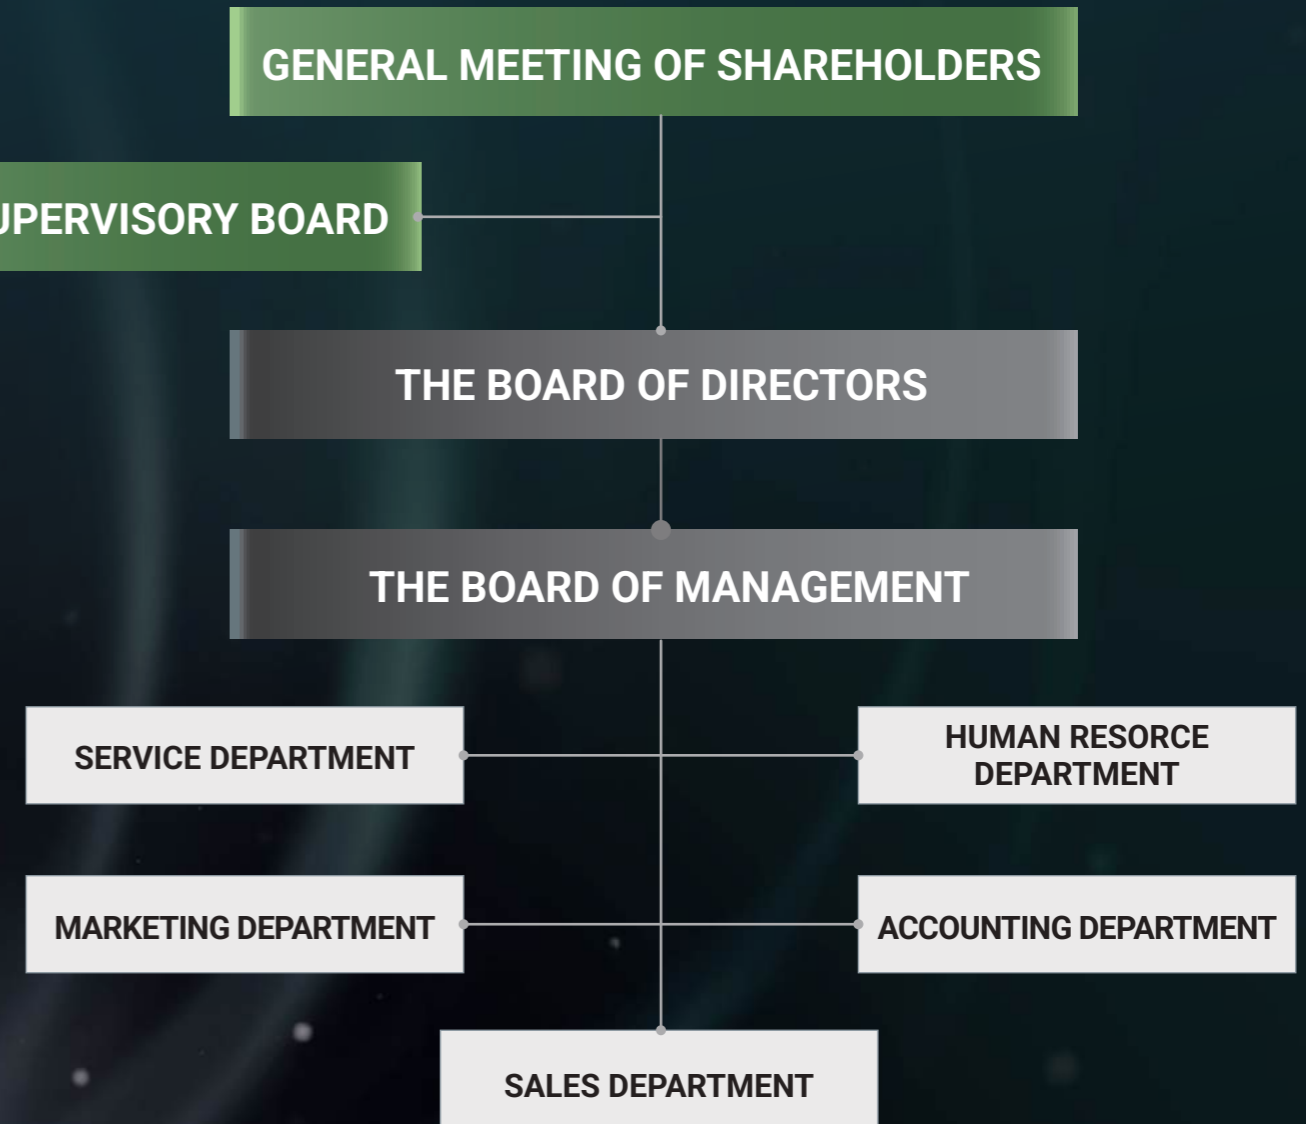 GENERAL MEETING OF SHAREHOLDERS
UPERVISORY BOARD
THE BOARD OF DIRECTORS
THE BOARD OF MANAGEMENT
SERVICE DEPARTMENT
HUMAN RESORCE
DEPARTMENT
MARKETING DEPARTMENT
ACCOUNTING DEPARTMENT
SALES DEPARTMENT